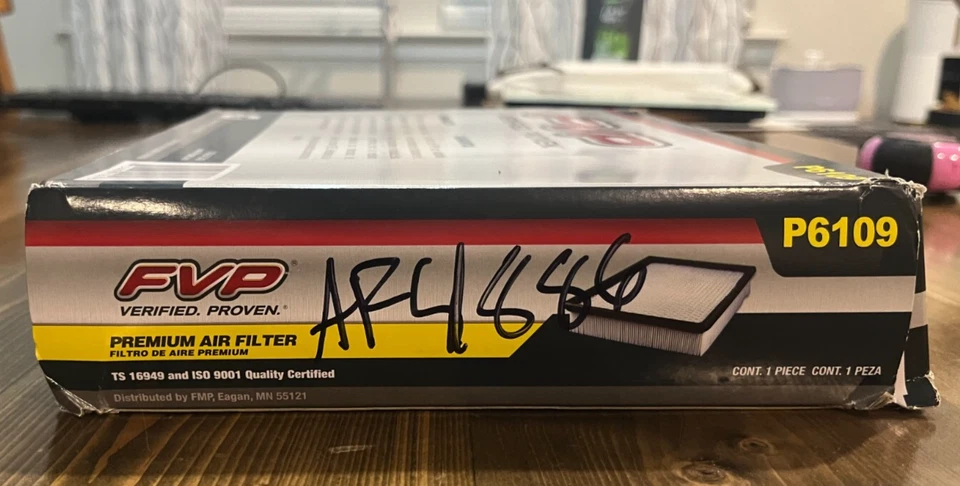 FVP
P6109
FVP®
VERIFIED. PROVEN.®
PREMIUM AIR FILTER
FILTRO DE AIRE PREMIUM
TS 16949 and ISO 9001 Quality Certified
Distributed by FMP, Eagan, MN 55121
CONT. 1 PIECE CONT. 1 PEZA